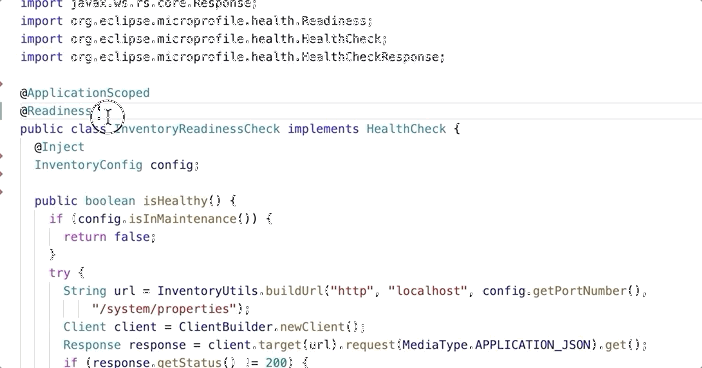 import javax.ws.rs.core.Response;
import org.eclipse.microprofile.health.Readiness;
import org.eclipse.microprofile.health.HealthCheck;
import org.eclipse.microprofile.health.HealthCheckResponse;
@ApplicationScoped
@Readiness
public class InventoryReadinessCheck implements HealthCheck {
@Inject
InventoryConfig config;
public boolean isHealthy() {
if (config.isInMaintenance()) {
return false;
}
try {
String url = InventoryUtils.buildUrl("http", "localhost", config.getPortNumber(),
"/system/properties");
Client client = ClientBuilder.newClient();
Response response = client.target(url).request(MediaType.APPLICATION_JSON).get();
if (response.getStatus() != 200) {